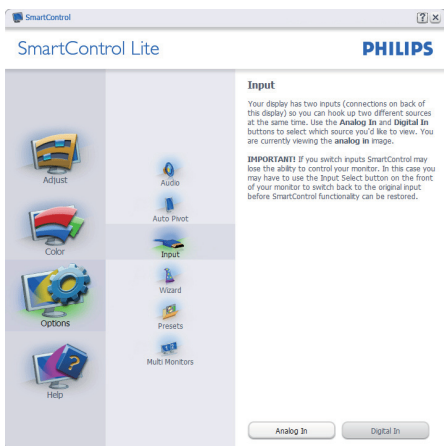 SmartControl
? x
SmartControl Lite
PHILIPS
Adjust
Color
Options
Help
Audio
Auto Pivot
Input
Wizard
Presets
Multi Monitors
Input
Your display has two inputs (connections on back of
this display) so you can hook up two different sources
at the same time. Use the Analog In and Digital In
buttons to select which source you'd like to view. You
are currently viewing the analog in image.
IMPORTANT! If you switch inputs SmartControl may
lose the ability to control your monitor. In this case you
may have to use the Input Select button on the front
of your monitor to switch back to the original input
before SmartControl functionality can be restored.
Analog In
Digital In